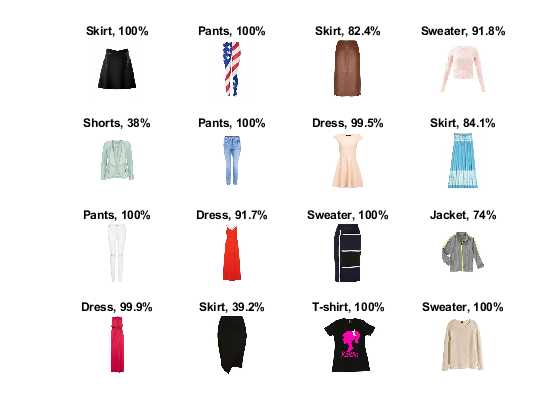 Skirt, 100%
Pants, 100%
Skirt, 82.4%
Sweater, 91.8%
Shorts, 38%
Pants, 100%
Dress, 99.5%
Skirt, 84.1%
Pants, 100%
Dress, 91.7%
Sweater, 100%
Jacket, 74%
Dress, 99.9%
Skirt, 39.2%
T-shirt, 100%
Sweater, 100%